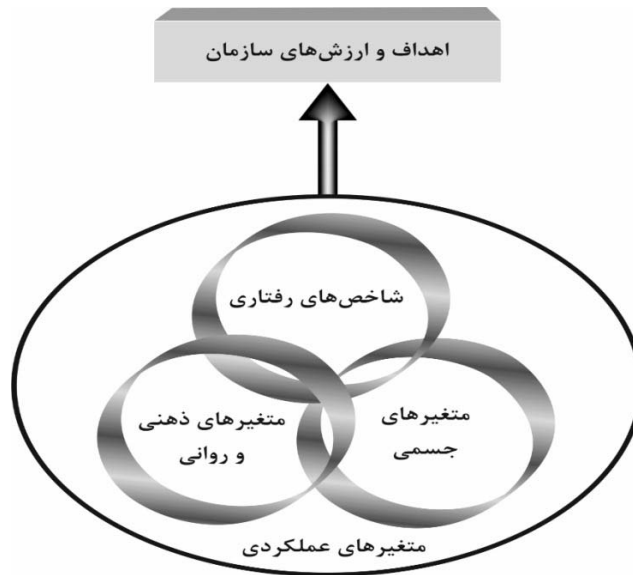 اهداف و ارزش‌های سازمان
شاخص‌های رفتاری
متغیرهای
جسمی
متغیرهای ذهنی
و روانی
متغیرهای عملکردی